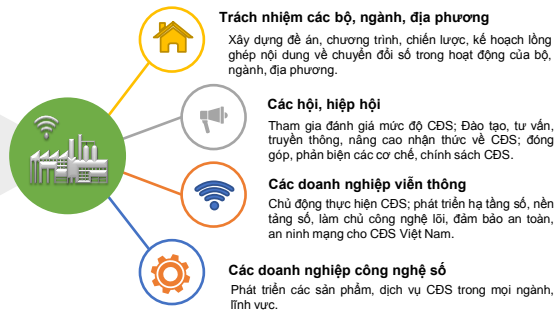 Trách nhiệm các bộ, ngành, địa phương
Xây dựng đề án, chương trình, chiến lược, kế hoạch lồng
ghép nội dung về chuyển đổi số trong hoạt động của bộ,
ngành, địa phương.
Các hội, hiệp hội
Tham gia đánh giá mức độ CĐS; Đào tạo, tư vấn,
truyền thông, nâng cao nhận thức về CĐS; đóng
góp, phản biện các cơ chế, chính sách CĐS.
Các doanh nghiệp viễn thông
Chủ động thực hiện CĐS; phát triển hạ tầng số, nền
tảng số, làm chủ công nghệ lõi, đảm bảo an toàn,
an ninh mạng cho CĐS Việt Nam.
Các doanh nghiệp công nghệ số
Phát triển các sản phẩm, dịch vụ CĐS trong mọi ngành,
lĩnh vực.